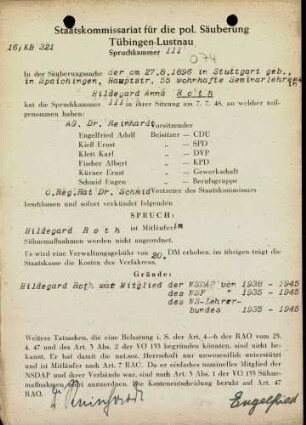 Staatskommissariat für die pol. Säuberung
Tübingen-Lustnau
Spruchkammer III
16/KB 321
074
In der Säuberungssache der am 27.8.1896 in Stuttgart geb.,
in Spaichingen, Hauptstr. 55 wohnhafte Seminarlehrerin
Hildegard Anna Roth
hat die Spruchkammer III in ihrer Sitzung am 7.7.48. an welcher teil-
genommen haben:
AG. Dr. Reinhardt Vorsitzender
Engelfried Adolf Beisitzer — CDU
Kieff Ernst „ — SPD
Klett Karl „ — DVP
Fischer Albert „ — KPD
Kürner Ernst „ — Gewerkschaft
Schmid Eugen „ — Berufsgruppe
O.Reg.Rat Dr. Schmid Vertreter des Staatskommissars
beschlossen und sofort verkündet folgenden
SPRUCH:
Hildegard Roth ist Mitläuferin
Sühnemaßnahmen werden nicht angeordnet.
Es wird eine Verwaltungsgebühr von 20. DM erhoben, im übrigen trägt die
Staatskasse die Kosten des Verfahrens.
Gründe:
Hildegard Roth war Mitglied der NSDAP von 1938 - 1945
der NSF " 1935 - 1945
des NS-Lehrer-
bundes 1935 - 1945
Weitere Tatsachen, die eine Belastung i. S. der Art. 4—6 der RAO vom 25.
4. 47 und des Art. 3 Abs. 2 der VO 133 begründen könnten, sind nicht be-
kannt. Er hat damit die natsoz. Herrschaft nur unwesentlich unterstützt
und ist Mitläufer nach Art. 7 RAC. Da er einfaches nominelles Mitglied der
NSDAP und ihrer Verbände war, sind nach Art. 3 Abs. 1 der VO 133 Sühne-
maßnahmen nicht anzuordnen. Die Kostenentscheidung beruht auf Art. 47
RAO.
Dr. Reinhardt
Engelfried